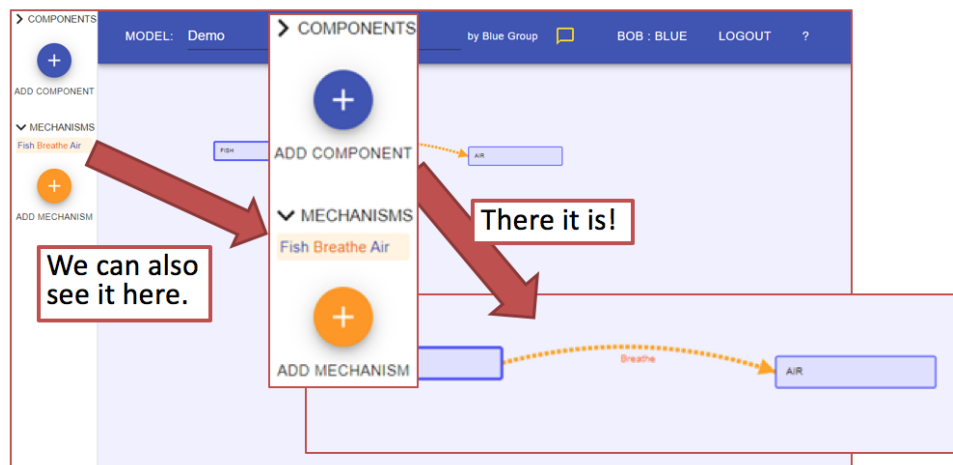 COMPONENTS
ADD COMPONENT
MECHANISMS
Fish Breathe Air
ADD MECHANISM
MODEL: Demo
by Blue Group
BOB : BLUE
LOGOUT
?
COMPONENTS
ADD COMPONENT
MECHANISMS
Fish Breathe Air
ADD MECHANISM
FISH
AIR
There it is!
We can also
see it here.
Breathe
AIR